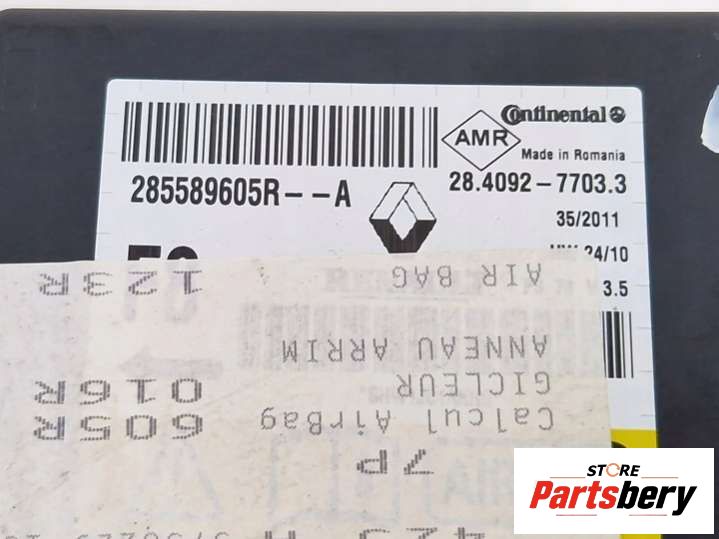 Continental
AMR
Made in Romania
285589605R--A
28.4092-7703.3
35/2011
24/10
3.5
AIR BAG 123R
ANNEAU ARRIM
GICLEUR 016R
Calcul AirBag 605R
7P
STORE
Partsbery